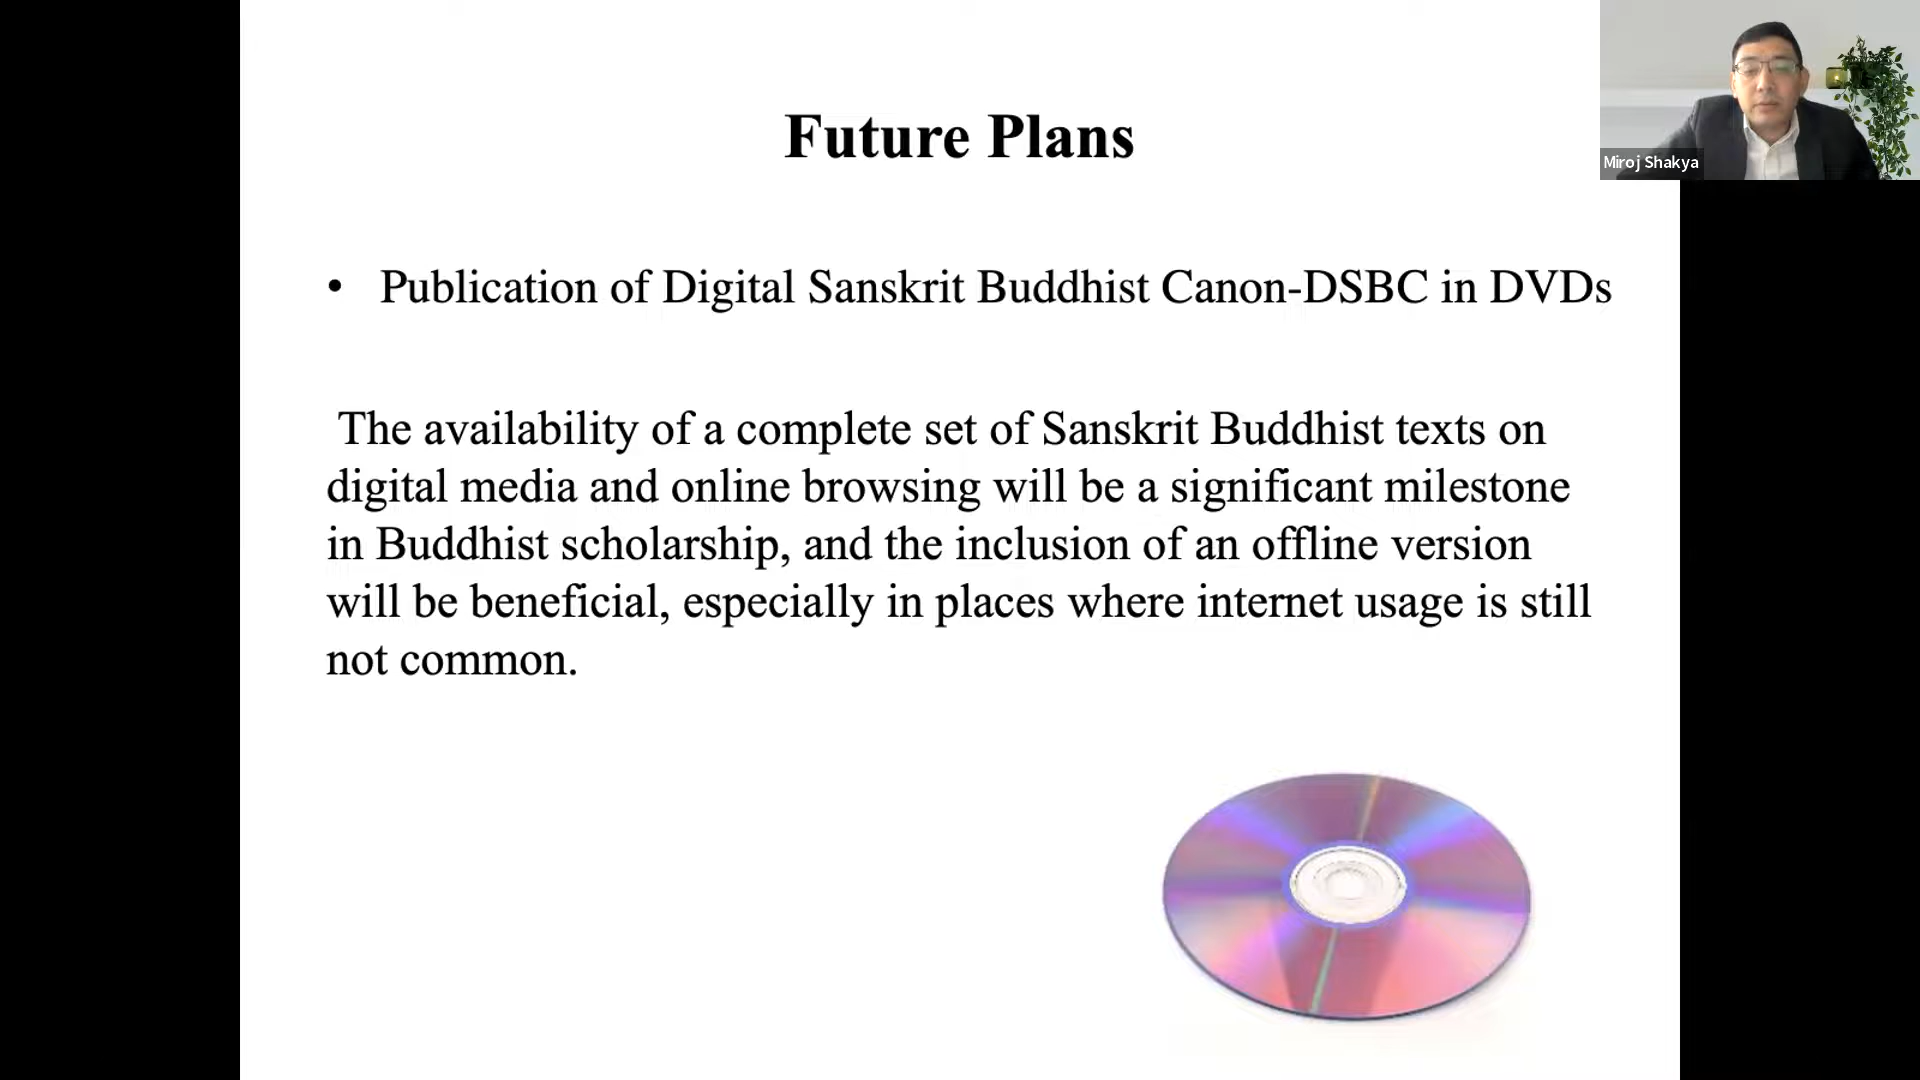 Future Plans
Miroj Shakya
• Publication of Digital Sanskrit Buddhist Canon-DSBC in DVDs
The availability of a complete set of Sanskrit Buddhist texts on
digital media and online browsing will be a significant milestone
in Buddhist scholarship, and the inclusion of an offline version
will be beneficial, especially in places where internet usage is still
not common.